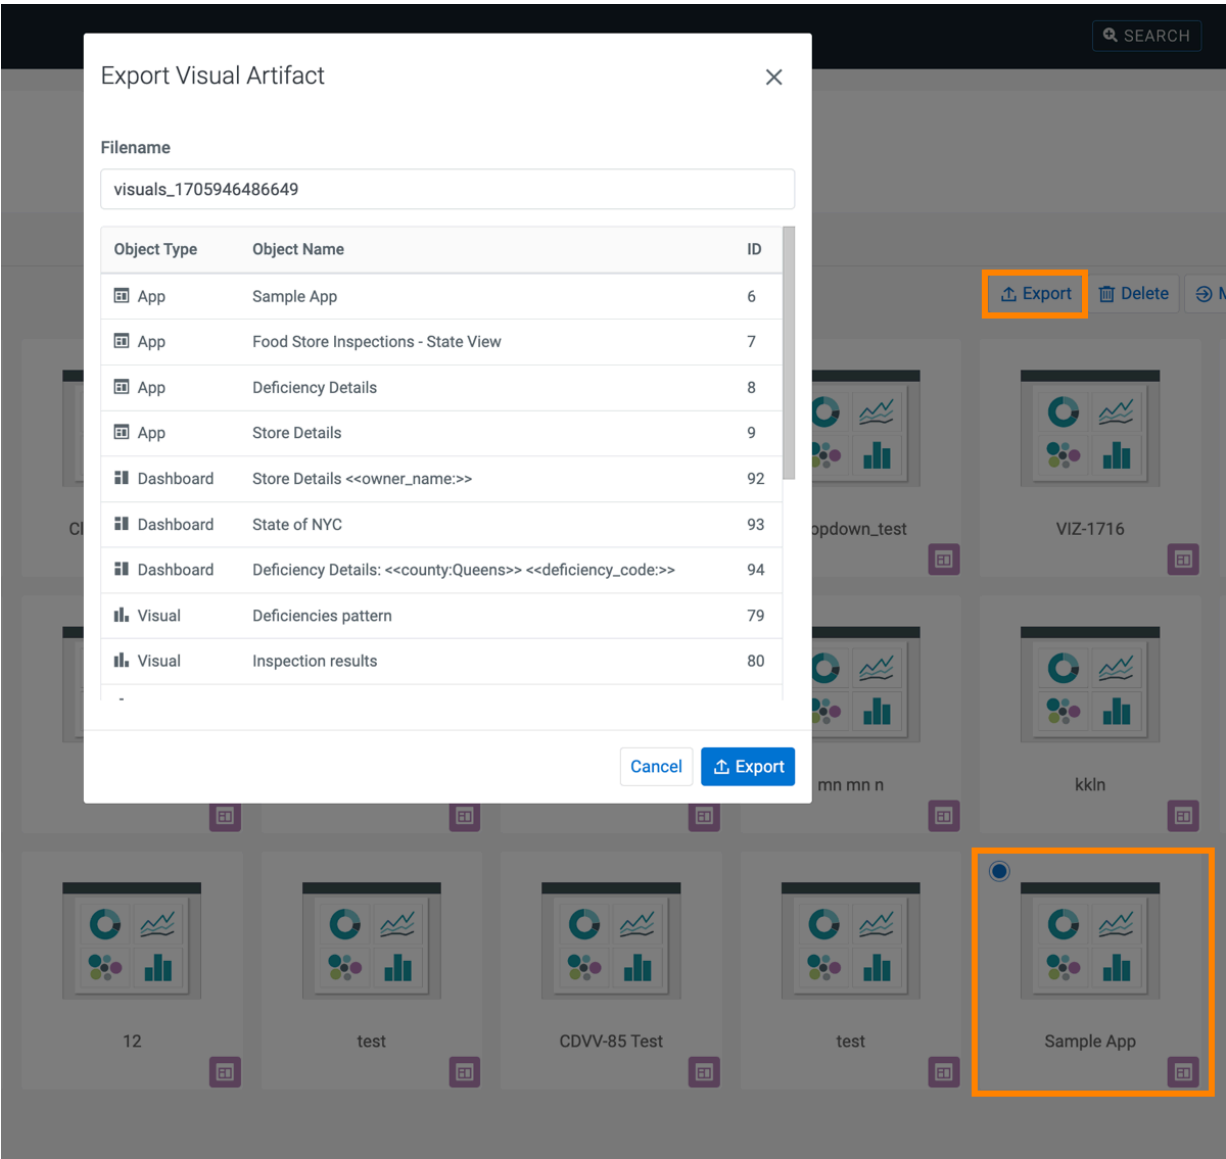 SEARCH
Export Visual Artifact
Filename
visuals_1705946486649
Object Type Object Name ID
App Sample App 6
App Food Store Inspections - State View 7
App Deficiency Details 8
App Store Details 9
Dashboard Store Details <<owner_name:>> 92
Dashboard State of NYC 93
Dashboard Deficiency Details: <<county:Queens>> <<deficiency_code:>> 94
Visual Deficiencies pattern 79
Visual Inspection results 80
Cancel Export
Export Delete
opdown_test VIZ-1716
mn mn n kkln
12 test CDVV-85 Test test Sample App